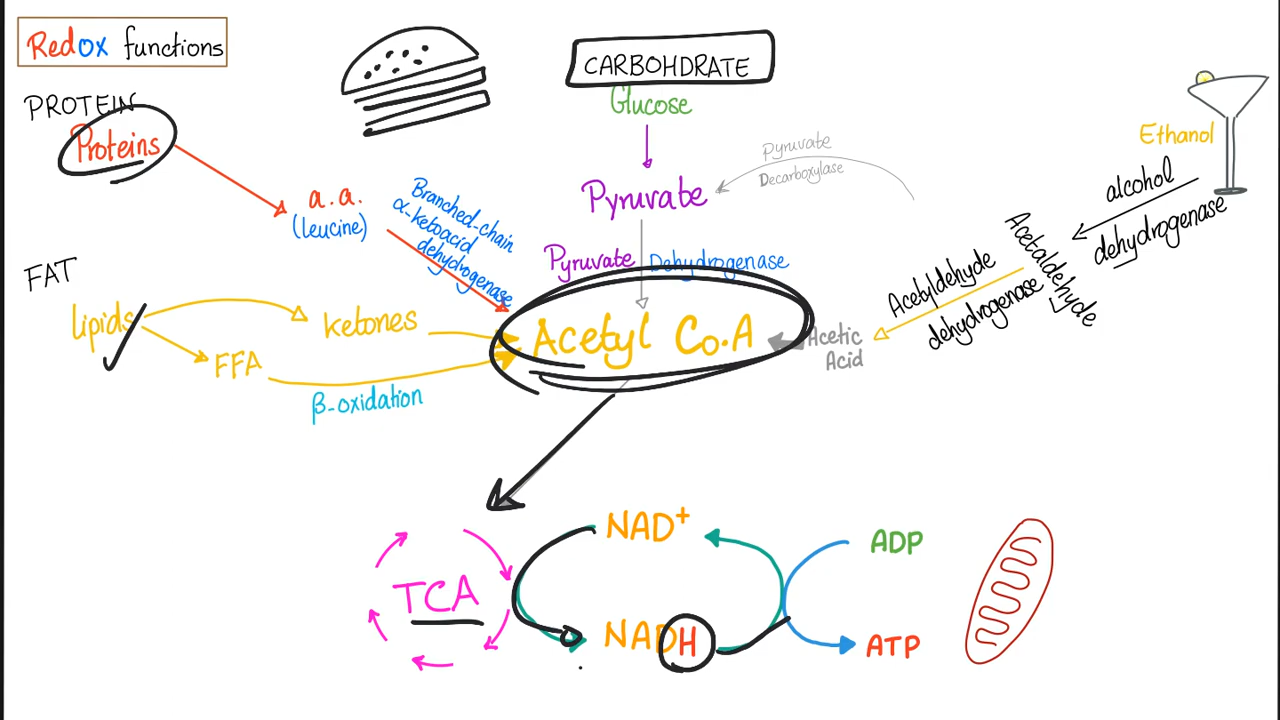 Redox functions
CARBOHDRATE
Glucose
PROTEIN
Proteins
Ethanol
Pyruvate
Decarboxylase
alcohol
dehydrogenase
Pyruvate
a.a.
(leucine)
Branched-chain
α-ketoacid
dehydrogenase
Pyruvate Dehydrogenase
Acetaldehyde
Acetyldehyde
dehydrogenase
FAT
lipids
ketones
FFA
β-oxidation
Acetyl Co.A
Acetic
Acid
NAD+
ADP
TCA
NADH
ATP